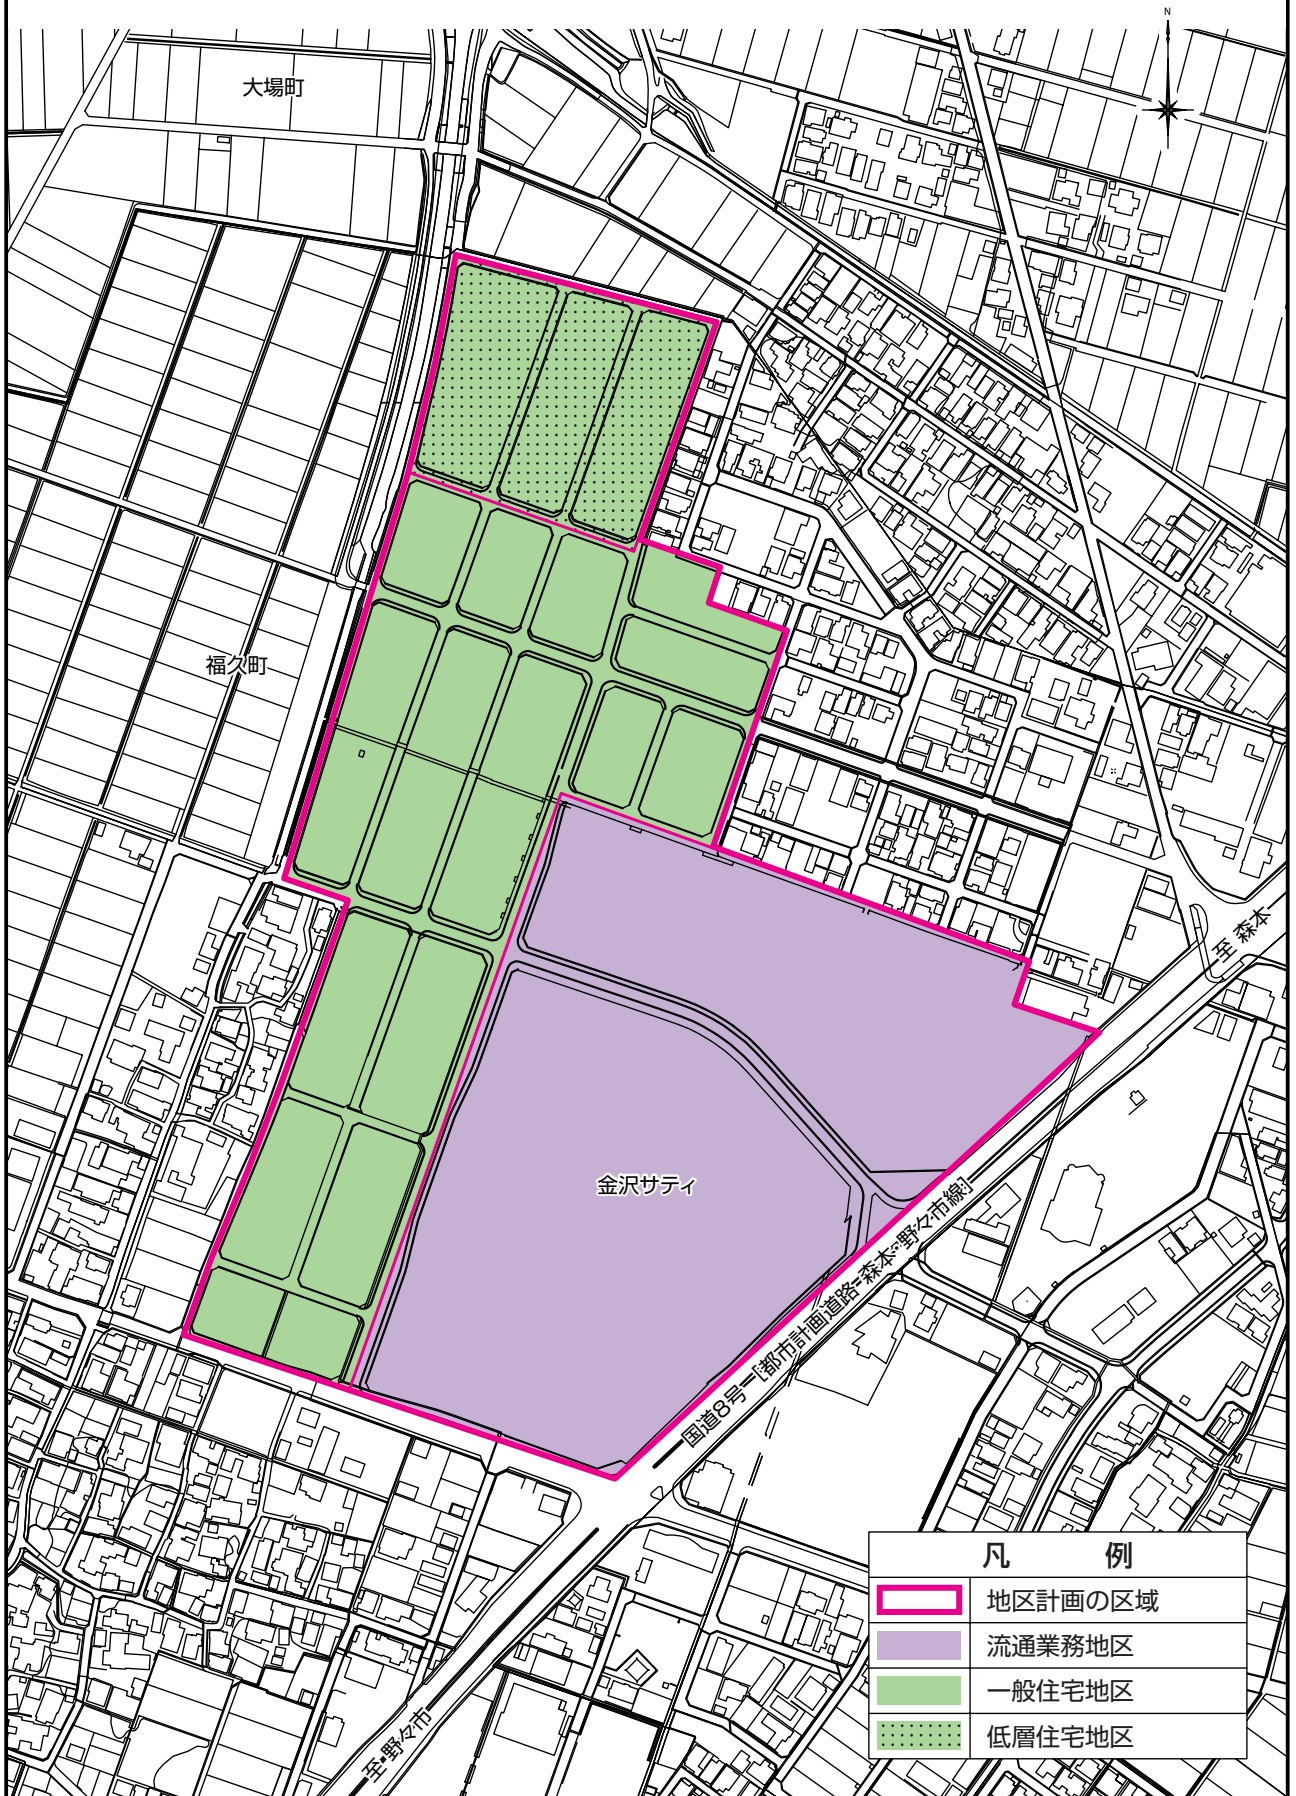 N
大場町
福久町
至 森本
金沢サティ
国道8号 [都市計画道路・森本・野々市線]
至・野々市
凡 例
地区計画の区域
流通業務地区
一般住宅地区
低層住宅地区